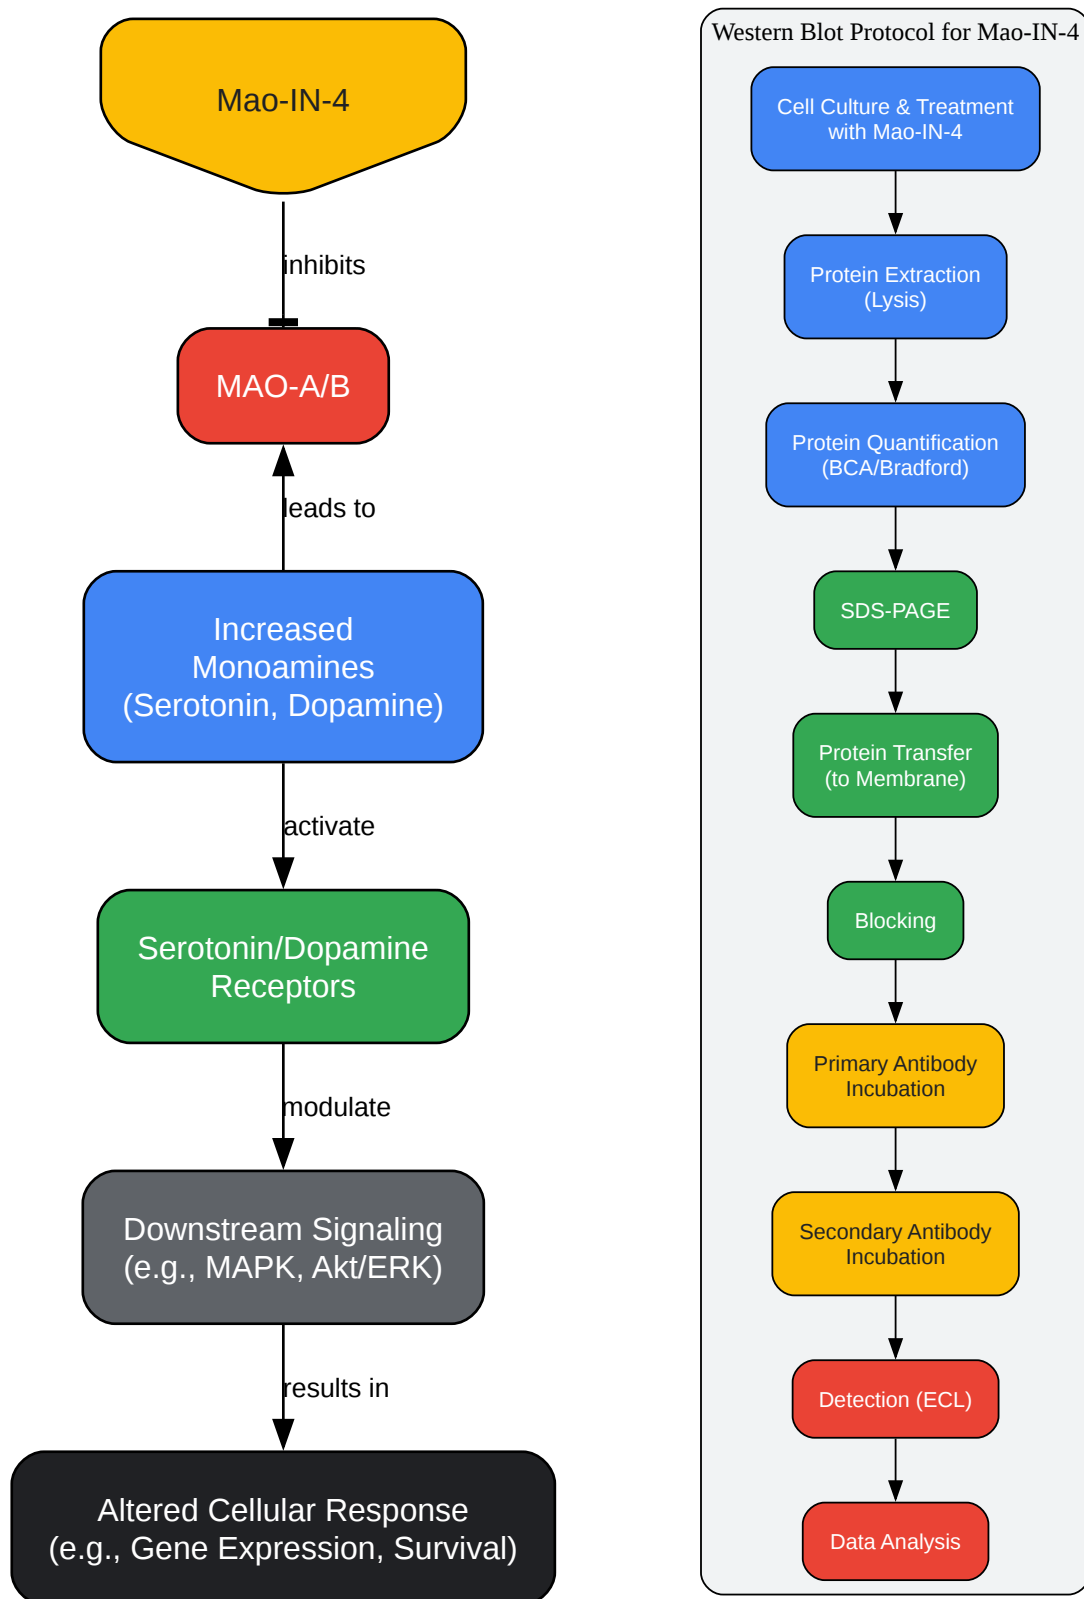 Mao-IN-4
inhibits
MAO-A/B
leads to
Increased
Monoamines
(Serotonin, Dopamine)
activate
Serotonin/Dopamine
Receptors
modulate
Downstream Signaling
(e.g., MAPK, Akt/ERK)
results in
Altered Cellular Response
(e.g., Gene Expression, Survival)
Western Blot Protocol for Mao-IN-4
Cell Culture & Treatment
with Mao-IN-4
Protein Extraction
(Lysis)
Protein Quantification
(BCA/Bradford)
SDS-PAGE
Protein Transfer
(to Membrane)
Blocking
Primary Antibody
Incubation
Secondary Antibody
Incubation
Detection (ECL)
Data Analysis